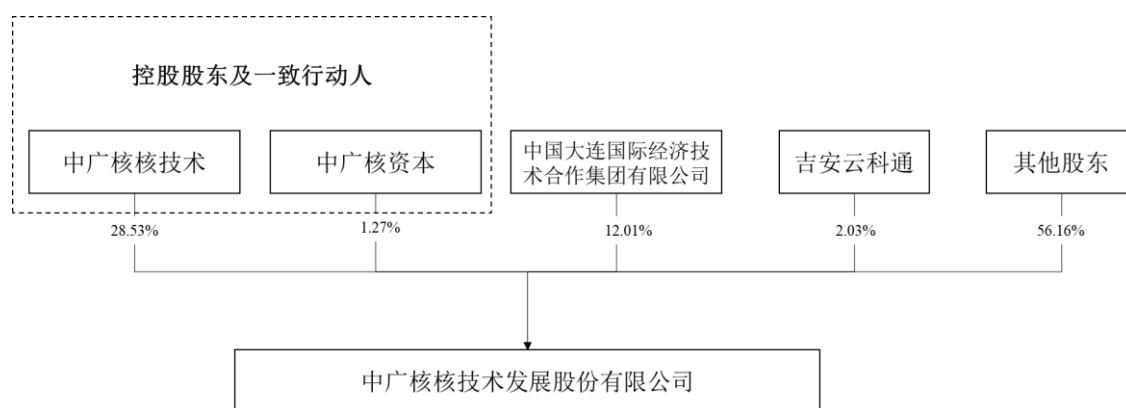 控股股东及一致行动人
中广核核技术
中广核资本
中国大连国际经济技
术合作集团有限公司
吉安云科通
其他股东
28.53%
1.27%
12.01%
2.03%
56.16%
中广核核技术发展股份有限公司